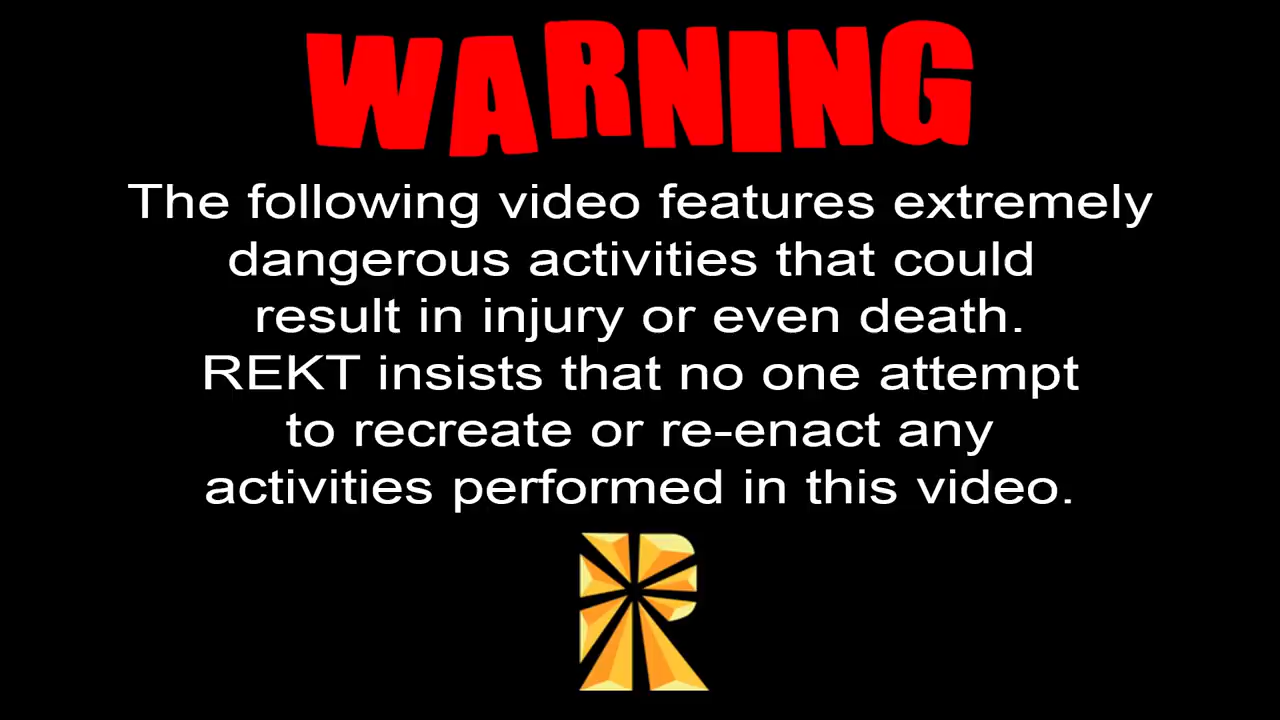 WARNING
The following video features extremely
dangerous activities that could
result in injury or even death.
REKT insists that no one attempt
to recreate or re-enact any
activities performed in this video.
R